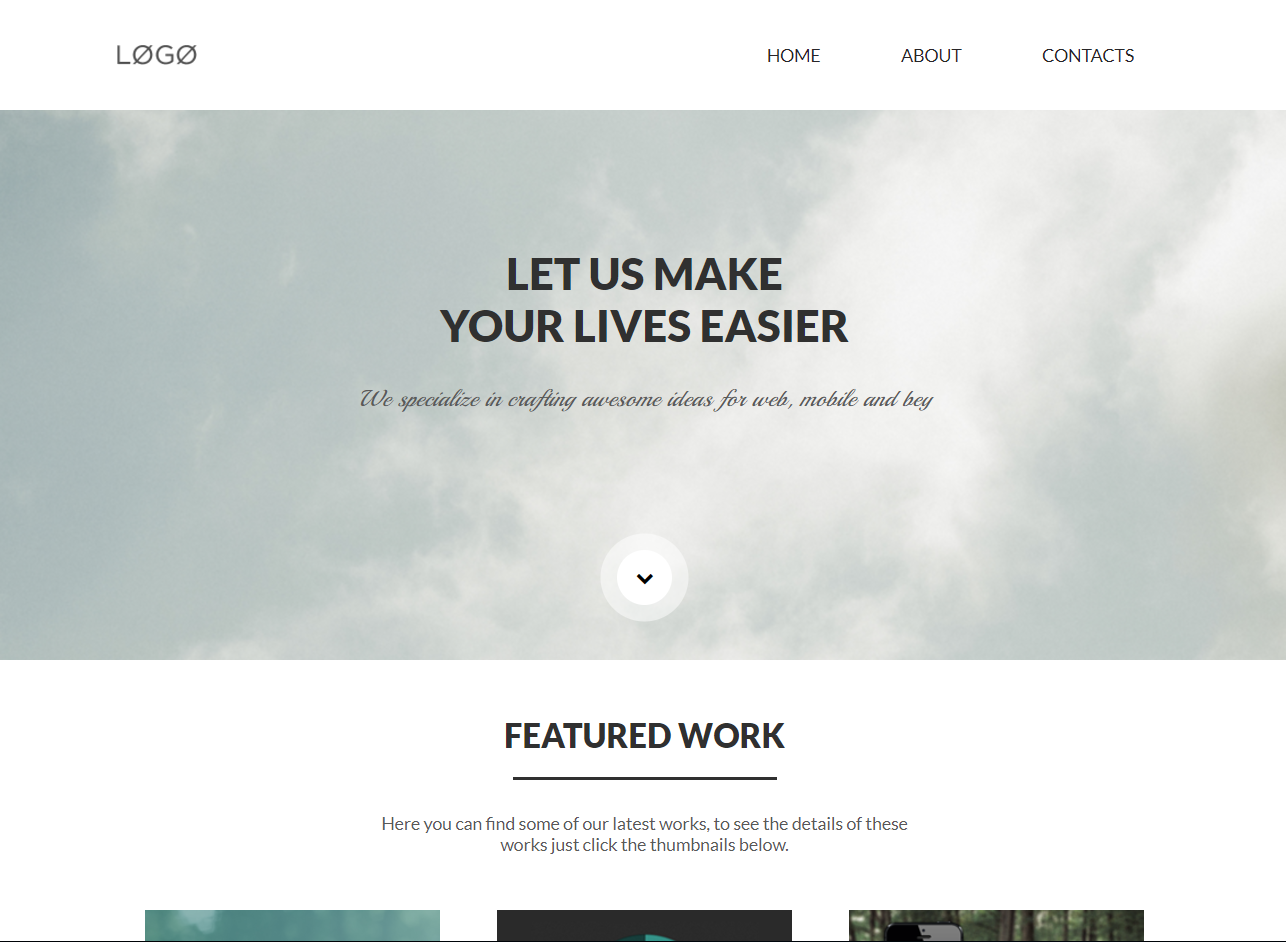 LØGØ
HOME ABOUT CONTACTS
LET US MAKE
YOUR LIVES EASIER
We specialize in crafting awesome ideas for web, mobile and bey
FEATURED WORK
Here you can find some of our latest works, to see the details of these
works just click the thumbnails below.